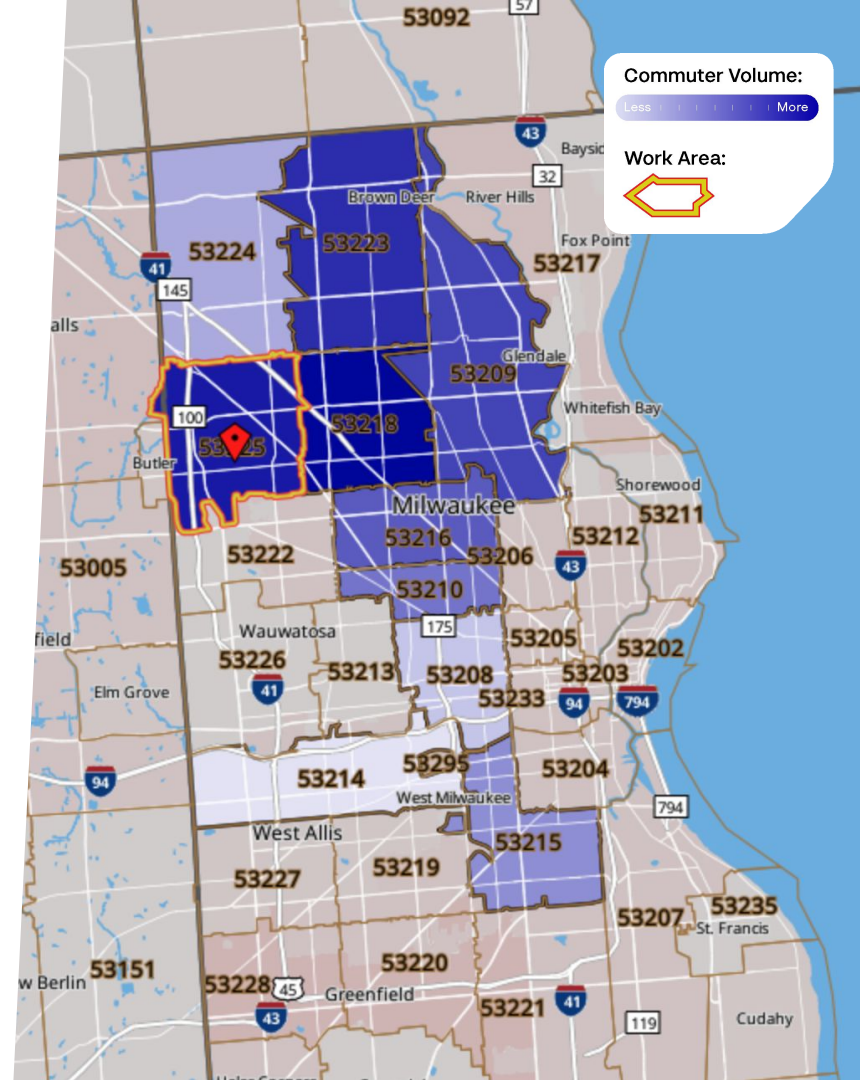 57
53092
Commuter Volume:
Less
More
43
Work Area:
32
Brown Deer
River Hills
53224
53223
Fox Point
53217
41
145
Glendale
53209
100
53218
Whitefish Bay
Butler
Milwaukee
Shorewood
53211
53216
53212
53222
53206
43
53005
53210
175
Wauwatosa
53205
53202
53226
53213
53208
53203
Elm Grove
41
53233
94
794
53295
53204
94
53214
West Milwaukee
794
West Allis
53215
53219
53227
53235
53207
St. Francis
53151
53220
53228
45
Greenfield
53221
41
43
119
Cudahy